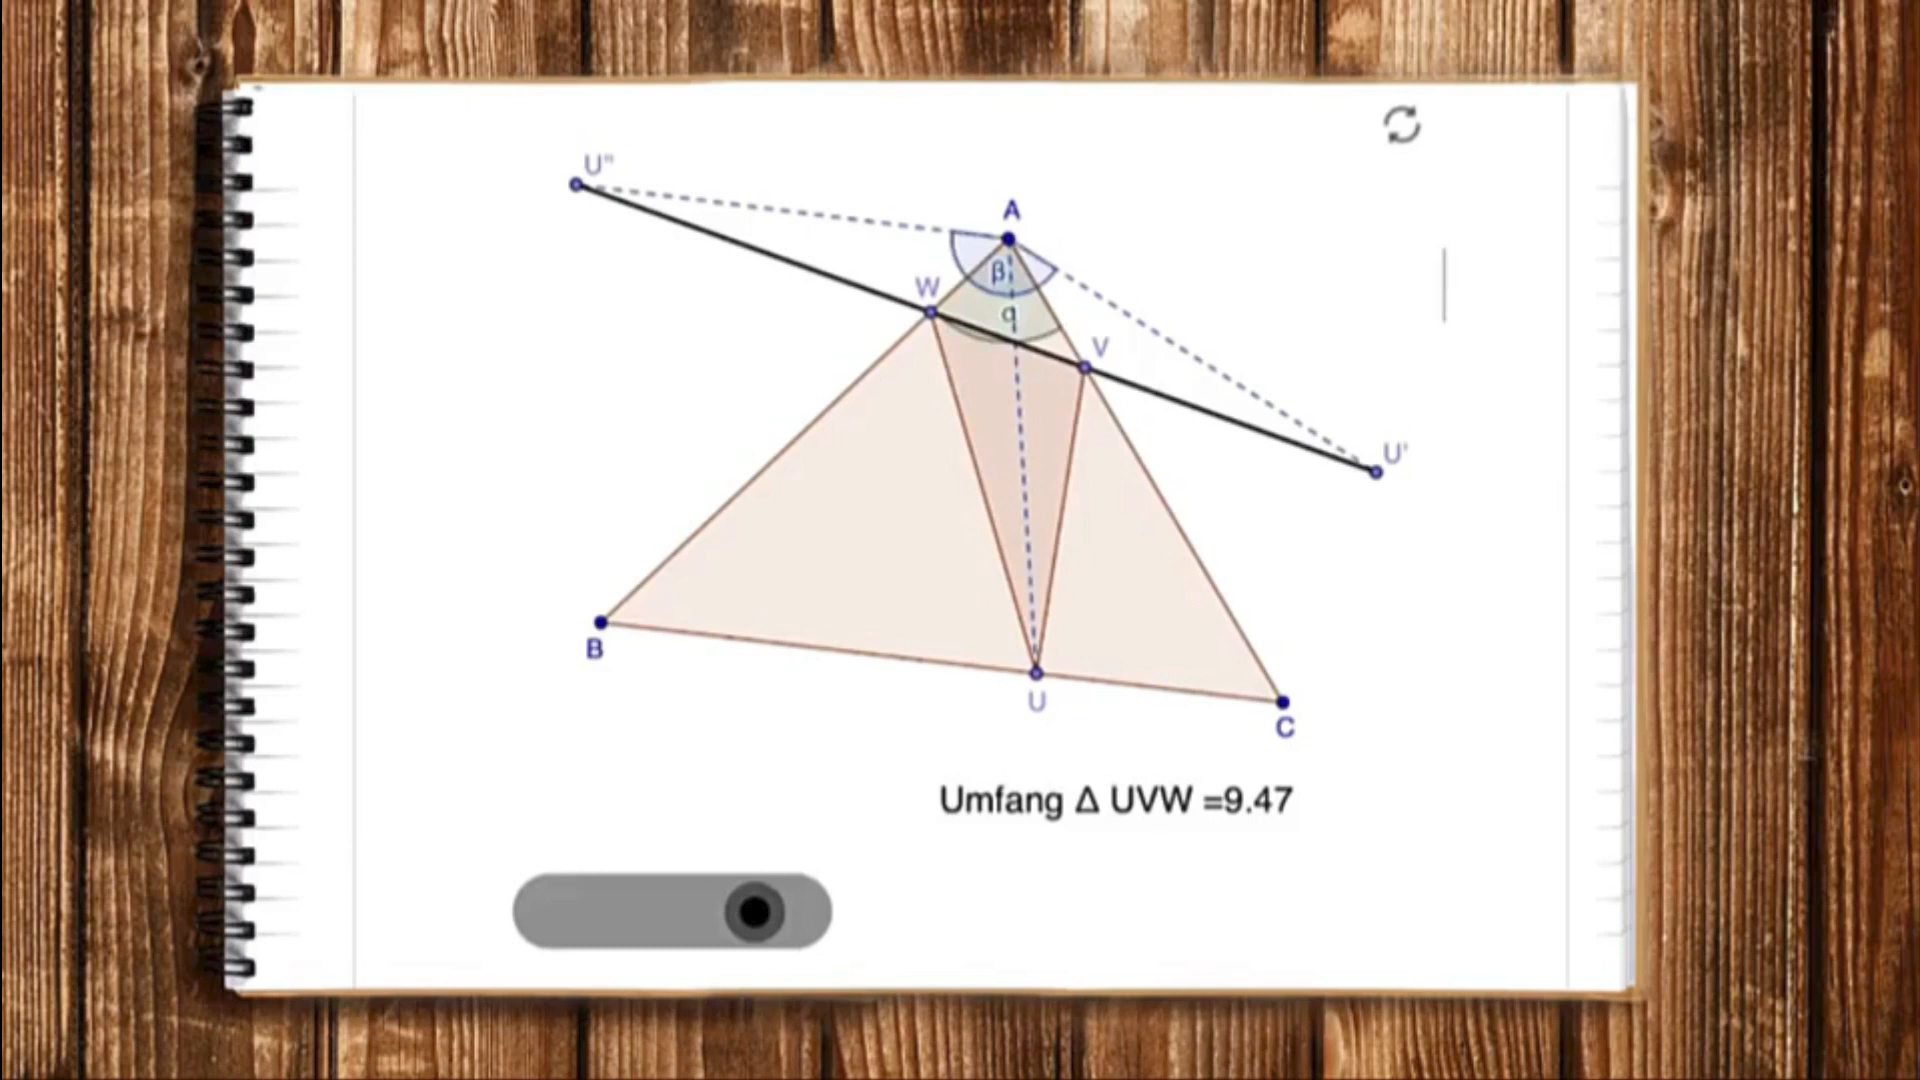 U"
A
β
W
α
V
U'
B
U
C
Umfang Δ UVW =9.47